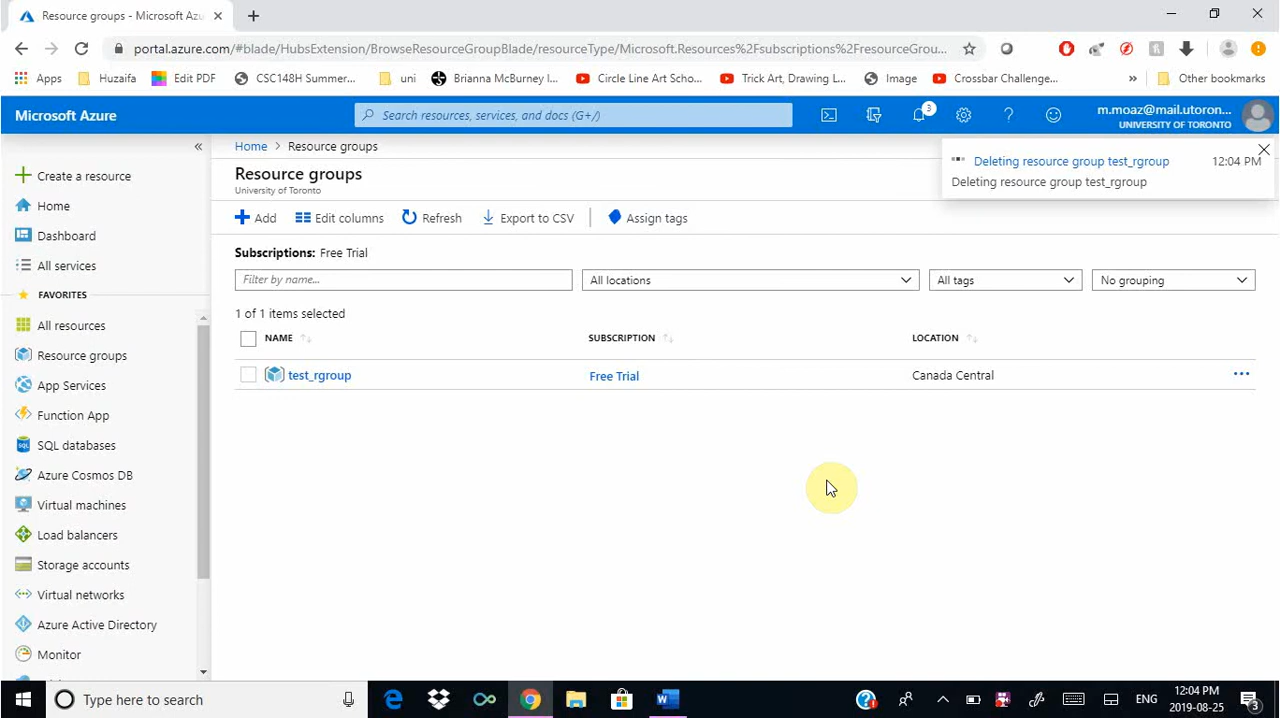 Resource groups - Microsoft Azu
portal.azure.com/#blade/HubsExtension/BrowseResourceGroupBlade/resourceType/Microsoft.Resources%2Fsubscriptions%2FresourceGrou...
Apps
Huzaifa
Edit PDF
CSC148H Summer...
uni
Brianna McBurney I...
Circle Line Art Scho...
Trick Art, Drawing L...
Image
Crossbar Challenge...
»
Other bookmarks
Microsoft Azure
Search resources, services, and docs (G+/)
3
m.moaz@mail.utoron...
UNIVERSITY OF TORONTO
«
Create a resource
Home
Dashboard
All services
FAVORITES
All resources
Resource groups
App Services
Function App
SQL databases
Azure Cosmos DB
Virtual machines
Load balancers
Storage accounts
Virtual networks
Azure Active Directory
Monitor
Home > Resource groups
Resource groups
University of Toronto
Deleting resource group test_rgroup 12:04 PM
Deleting resource group test_rgroup
Add
Edit columns
Refresh
Export to CSV
Assign tags
Subscriptions: Free Trial
Filter by name...
All locations
All tags
No grouping
1 of 1 items selected
NAME SUBSCRIPTION LOCATION
test_rgroup Free Trial Canada Central
Type here to search
ENG
12:04 PM
2019-08-25
3